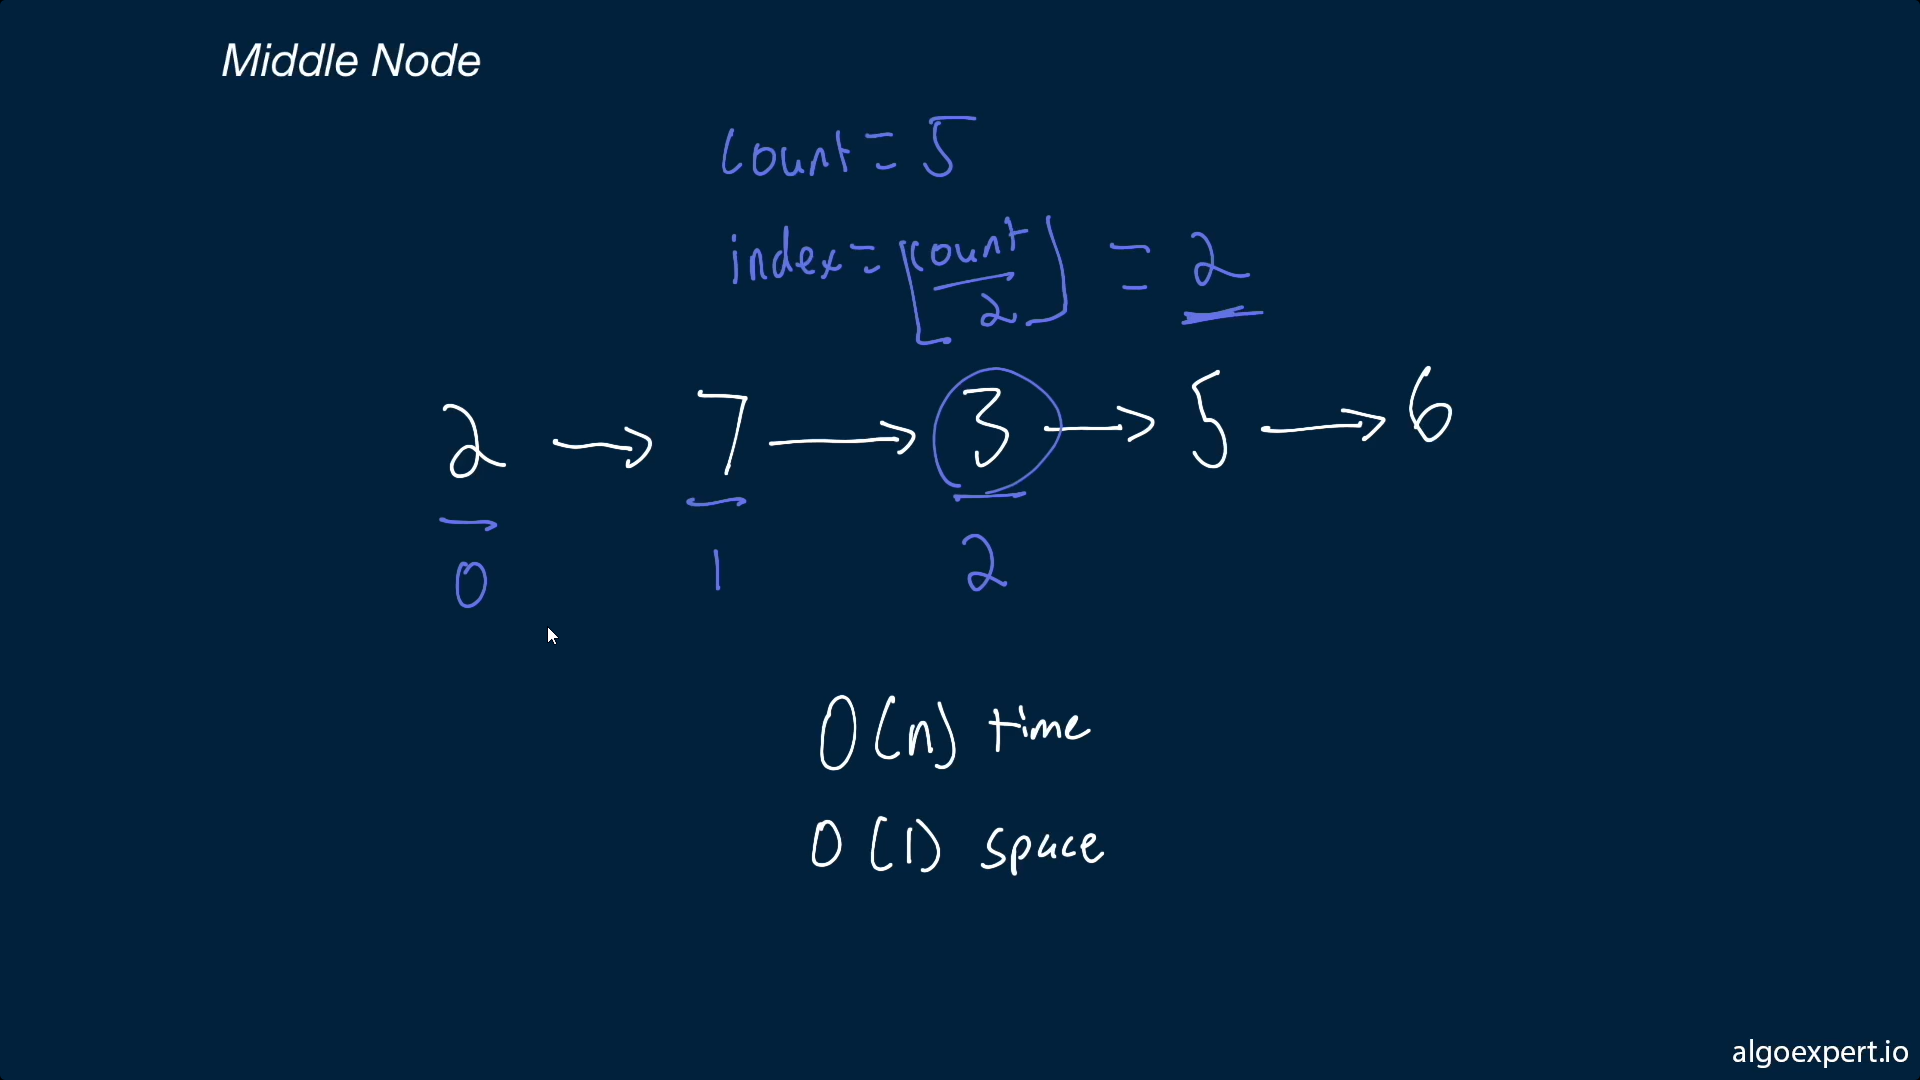 Middle Node
count = 5
index = ⌊count / 2⌋ = 2
2 → 7 → 3 → 5 → 6
0 1 2
O(n) time
O(1) space
algoexpert.io